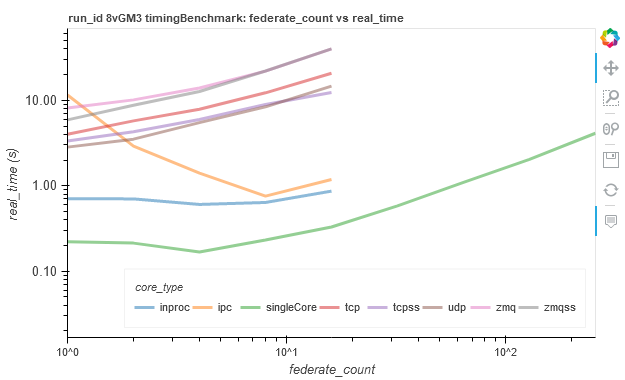 run_id 8vGM3 timingBenchmark: federate_count vs real_time
10.00
1.00
0.10
real_time (s)
core_type
inproc ipc singleCore tcp tcpss udp zmq zmqss
10^0 10^1 10^2
federate_count